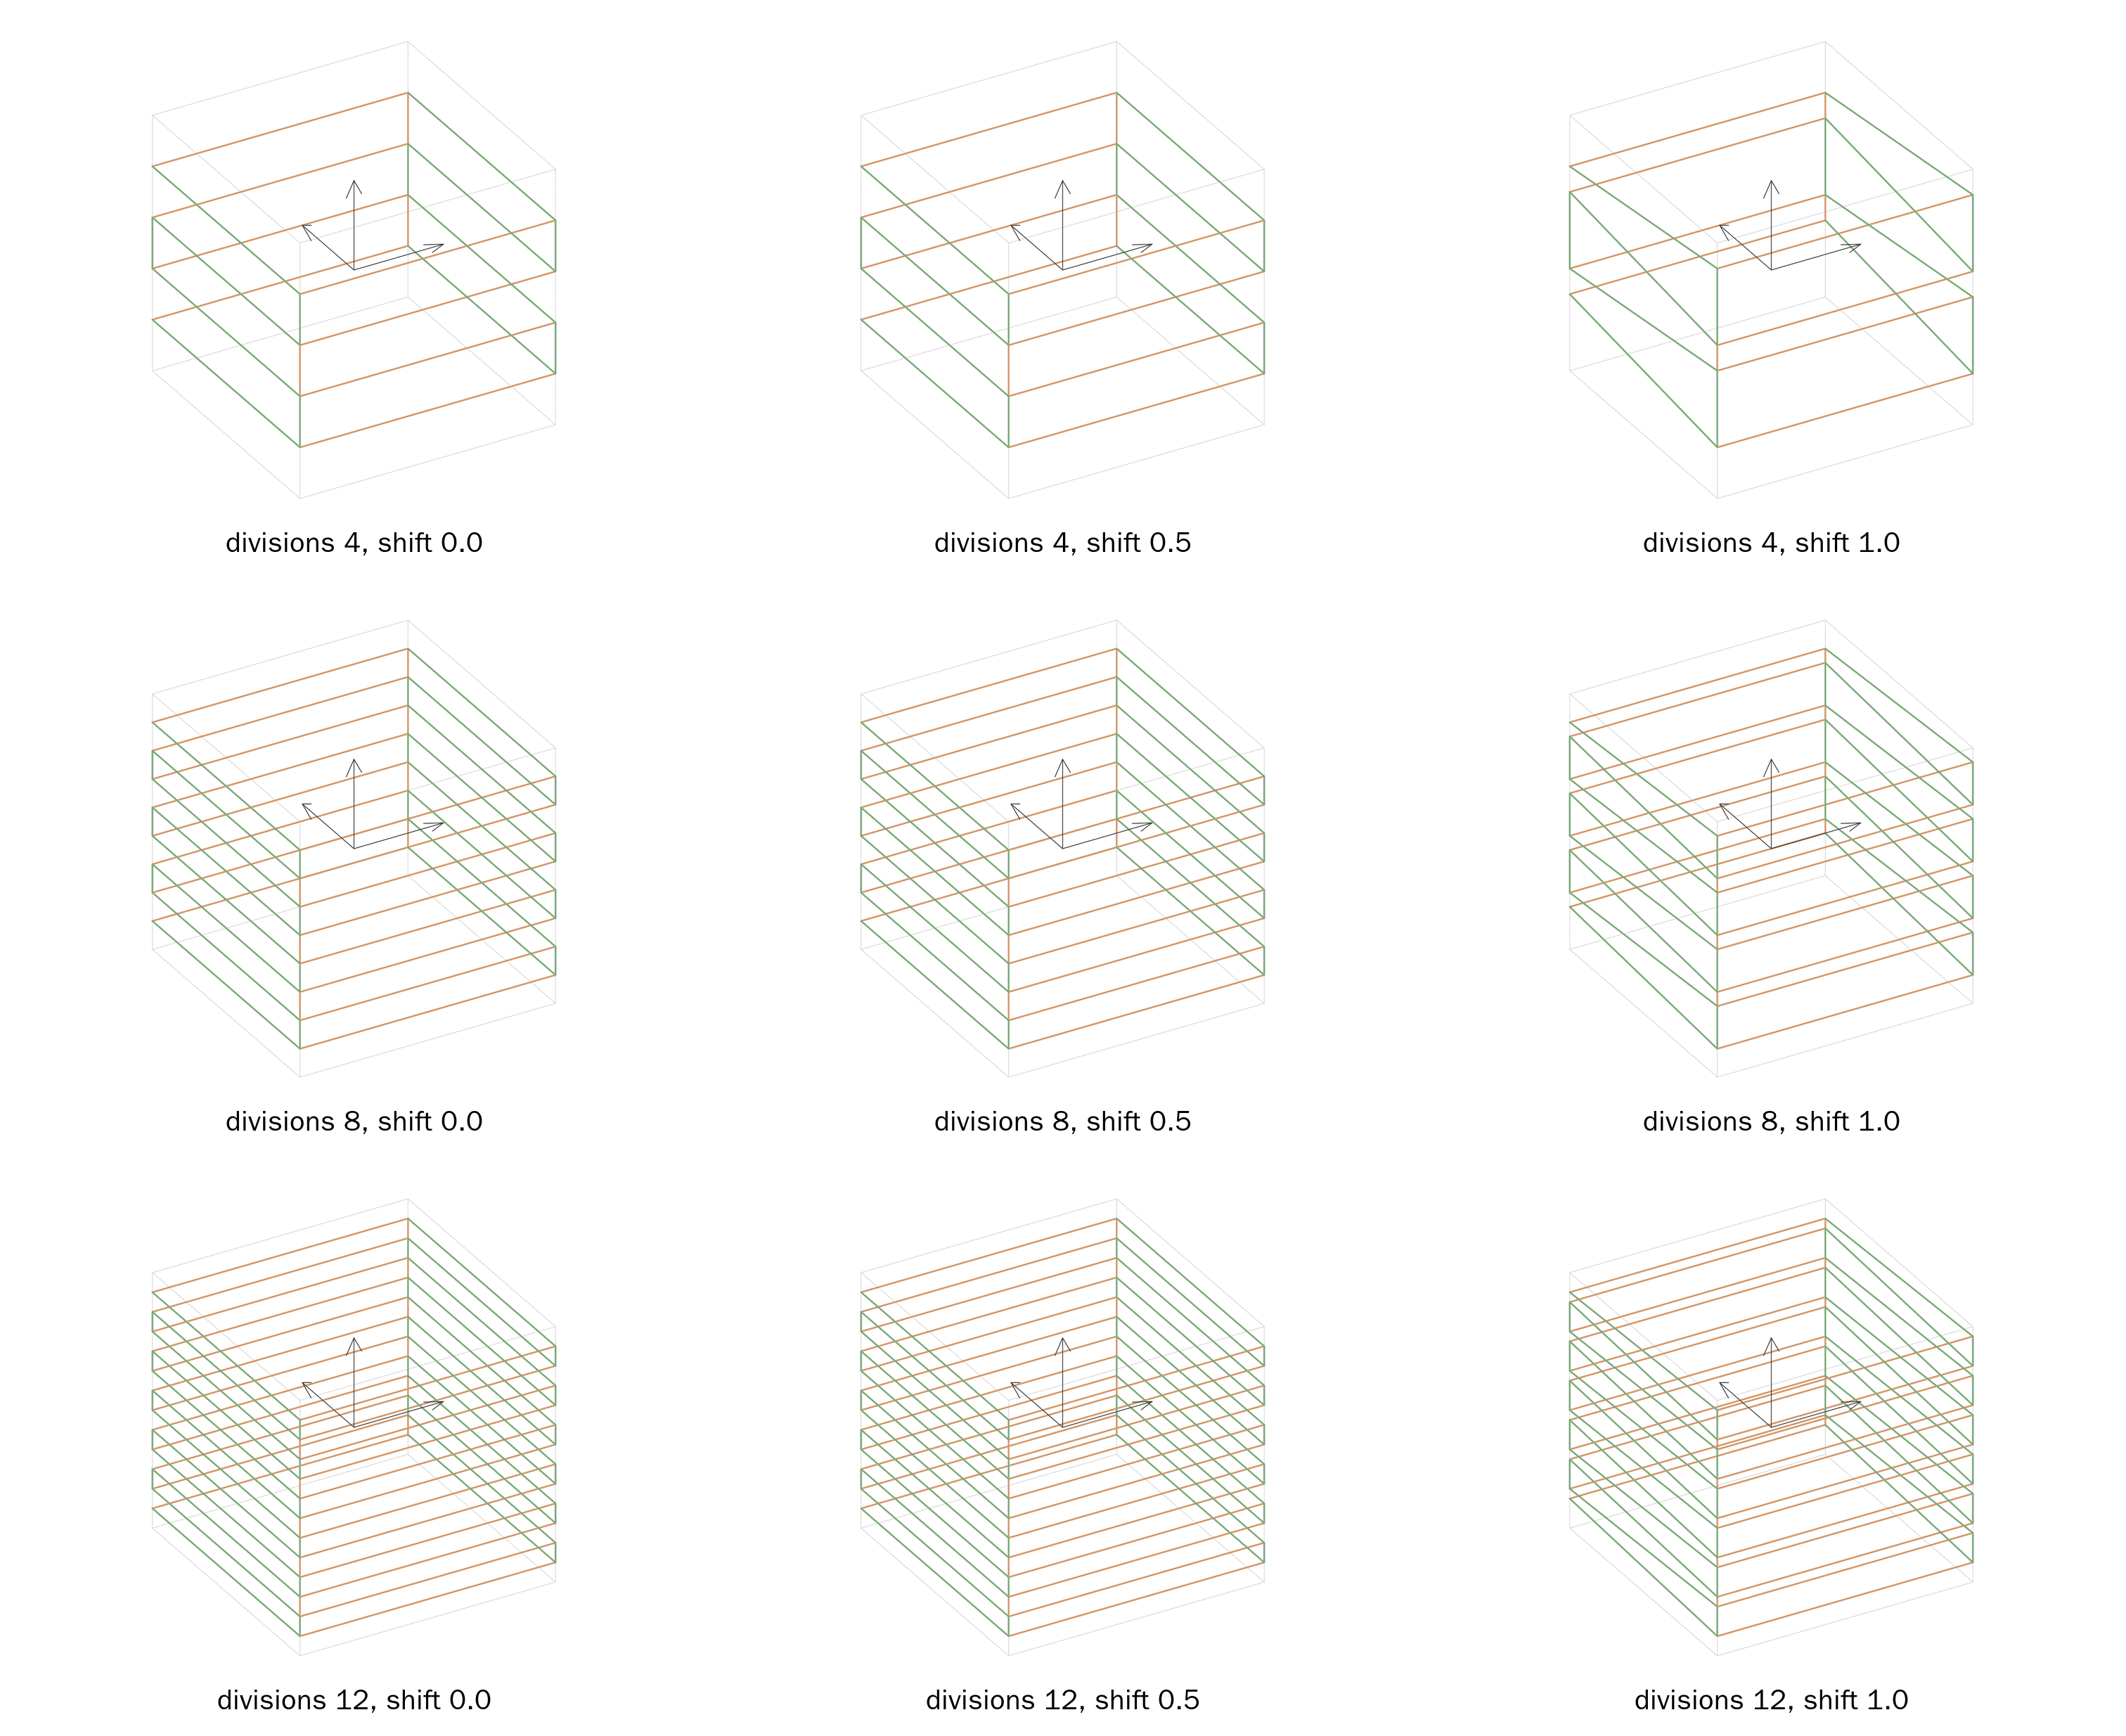 divisions 4, shift 0.0
divisions 4, shift 0.5
divisions 4, shift 1.0
divisions 8, shift 0.0
divisions 8, shift 0.5
divisions 8, shift 1.0
divisions 12, shift 0.0
divisions 12, shift 0.5
divisions 12, shift 1.0